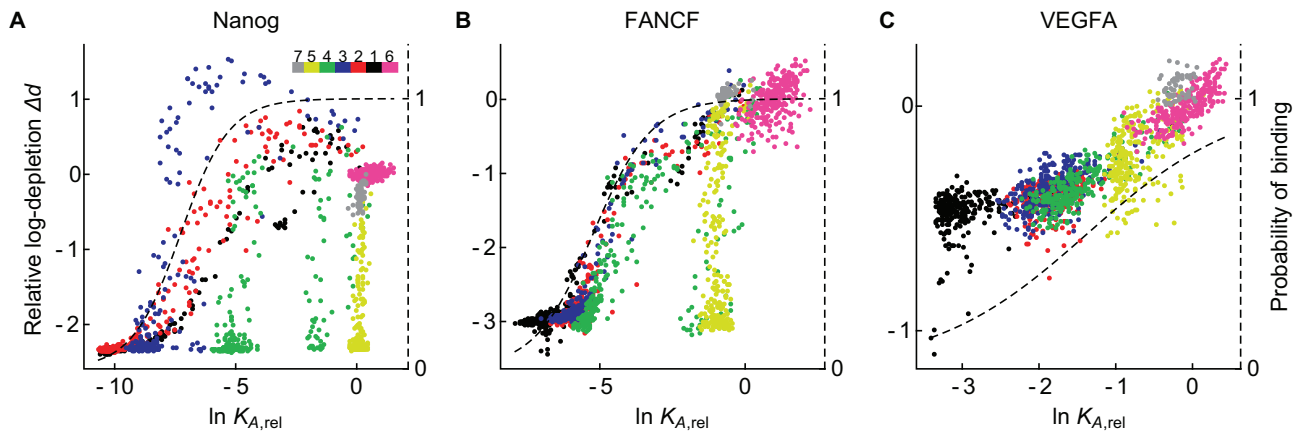 A Nanog B FANCF C VEGFA
7 5 4 3 2 1 6
Relative log-depletion Δd
1
0
-1
-2
1
0
-10 -5 0
ln K_A,rel
0
-1
-2
-3
1
0
-5 0
ln K_A,rel
0
-1
1
0
Probability of binding
-3 -2 -1 0
ln K_A,rel